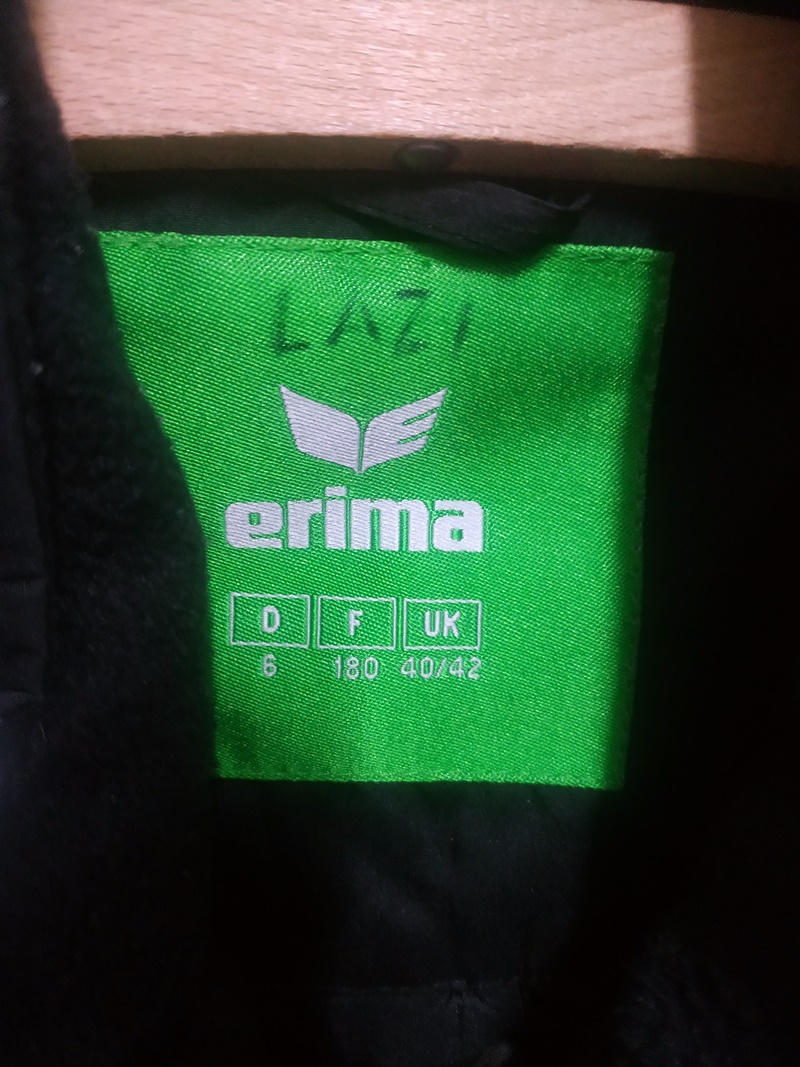 LAZI
erima
D F UK
6 180 40/42